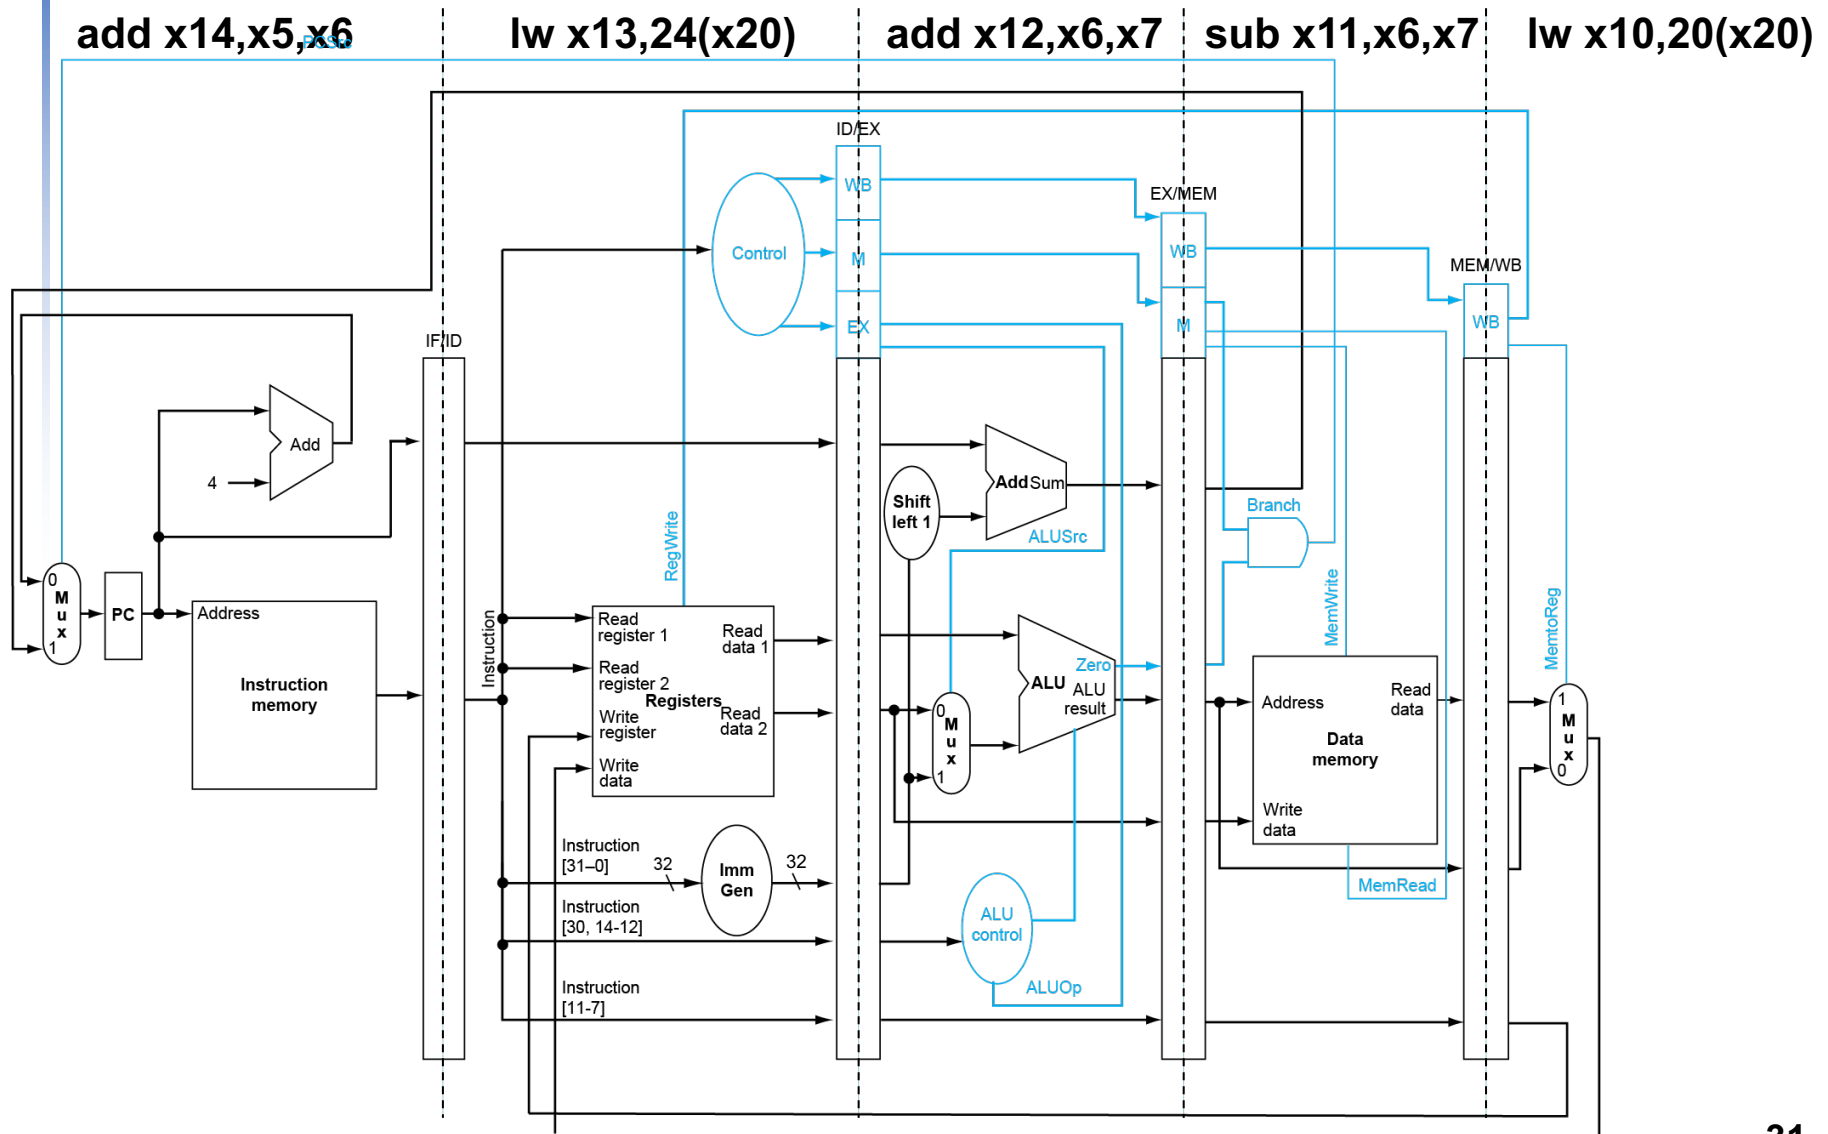 add x14,x5,x6
lw x13,24(x20)
add x12,x6,x7
sub x11,x6,x7
lw x10,20(x20)
PCSrc
ID/EX
WB
EX/MEM
Control
M
WB
MEM/WB
EX
M
WB
IF/ID
Add
4
Add Sum
Shift
left 1
Branch
ALUSrc
RegWrite
MemWrite
MemtoReg
0
M
u
x
1
PC
Address
Instruction
memory
Instruction
Read
register 1
Read
data 1
Read
register 2
Registers
Write
register
Read
data 2
Write
data
Zero
ALU
ALU
result
0
M
u
x
1
Address
Read
data
Data
memory
Write
data
1
M
u
x
0
Instruction
[31–0]
32
Imm
Gen
32
MemRead
Instruction
[30, 14-12]
ALU
control
Instruction
[11-7]
ALUOp